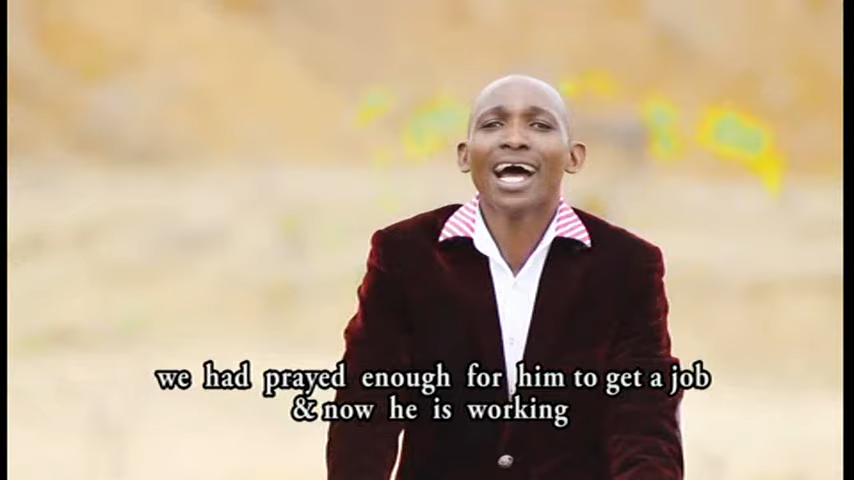 we had prayed enough for him to get a job
& now he is working